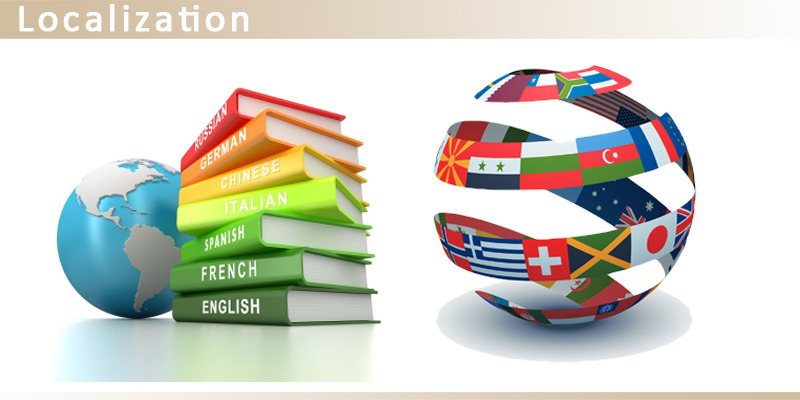 Localization
RUSSIAN
GERMAN
CHINESE
ITALIAN
SPANISH
FRENCH
ENGLISH